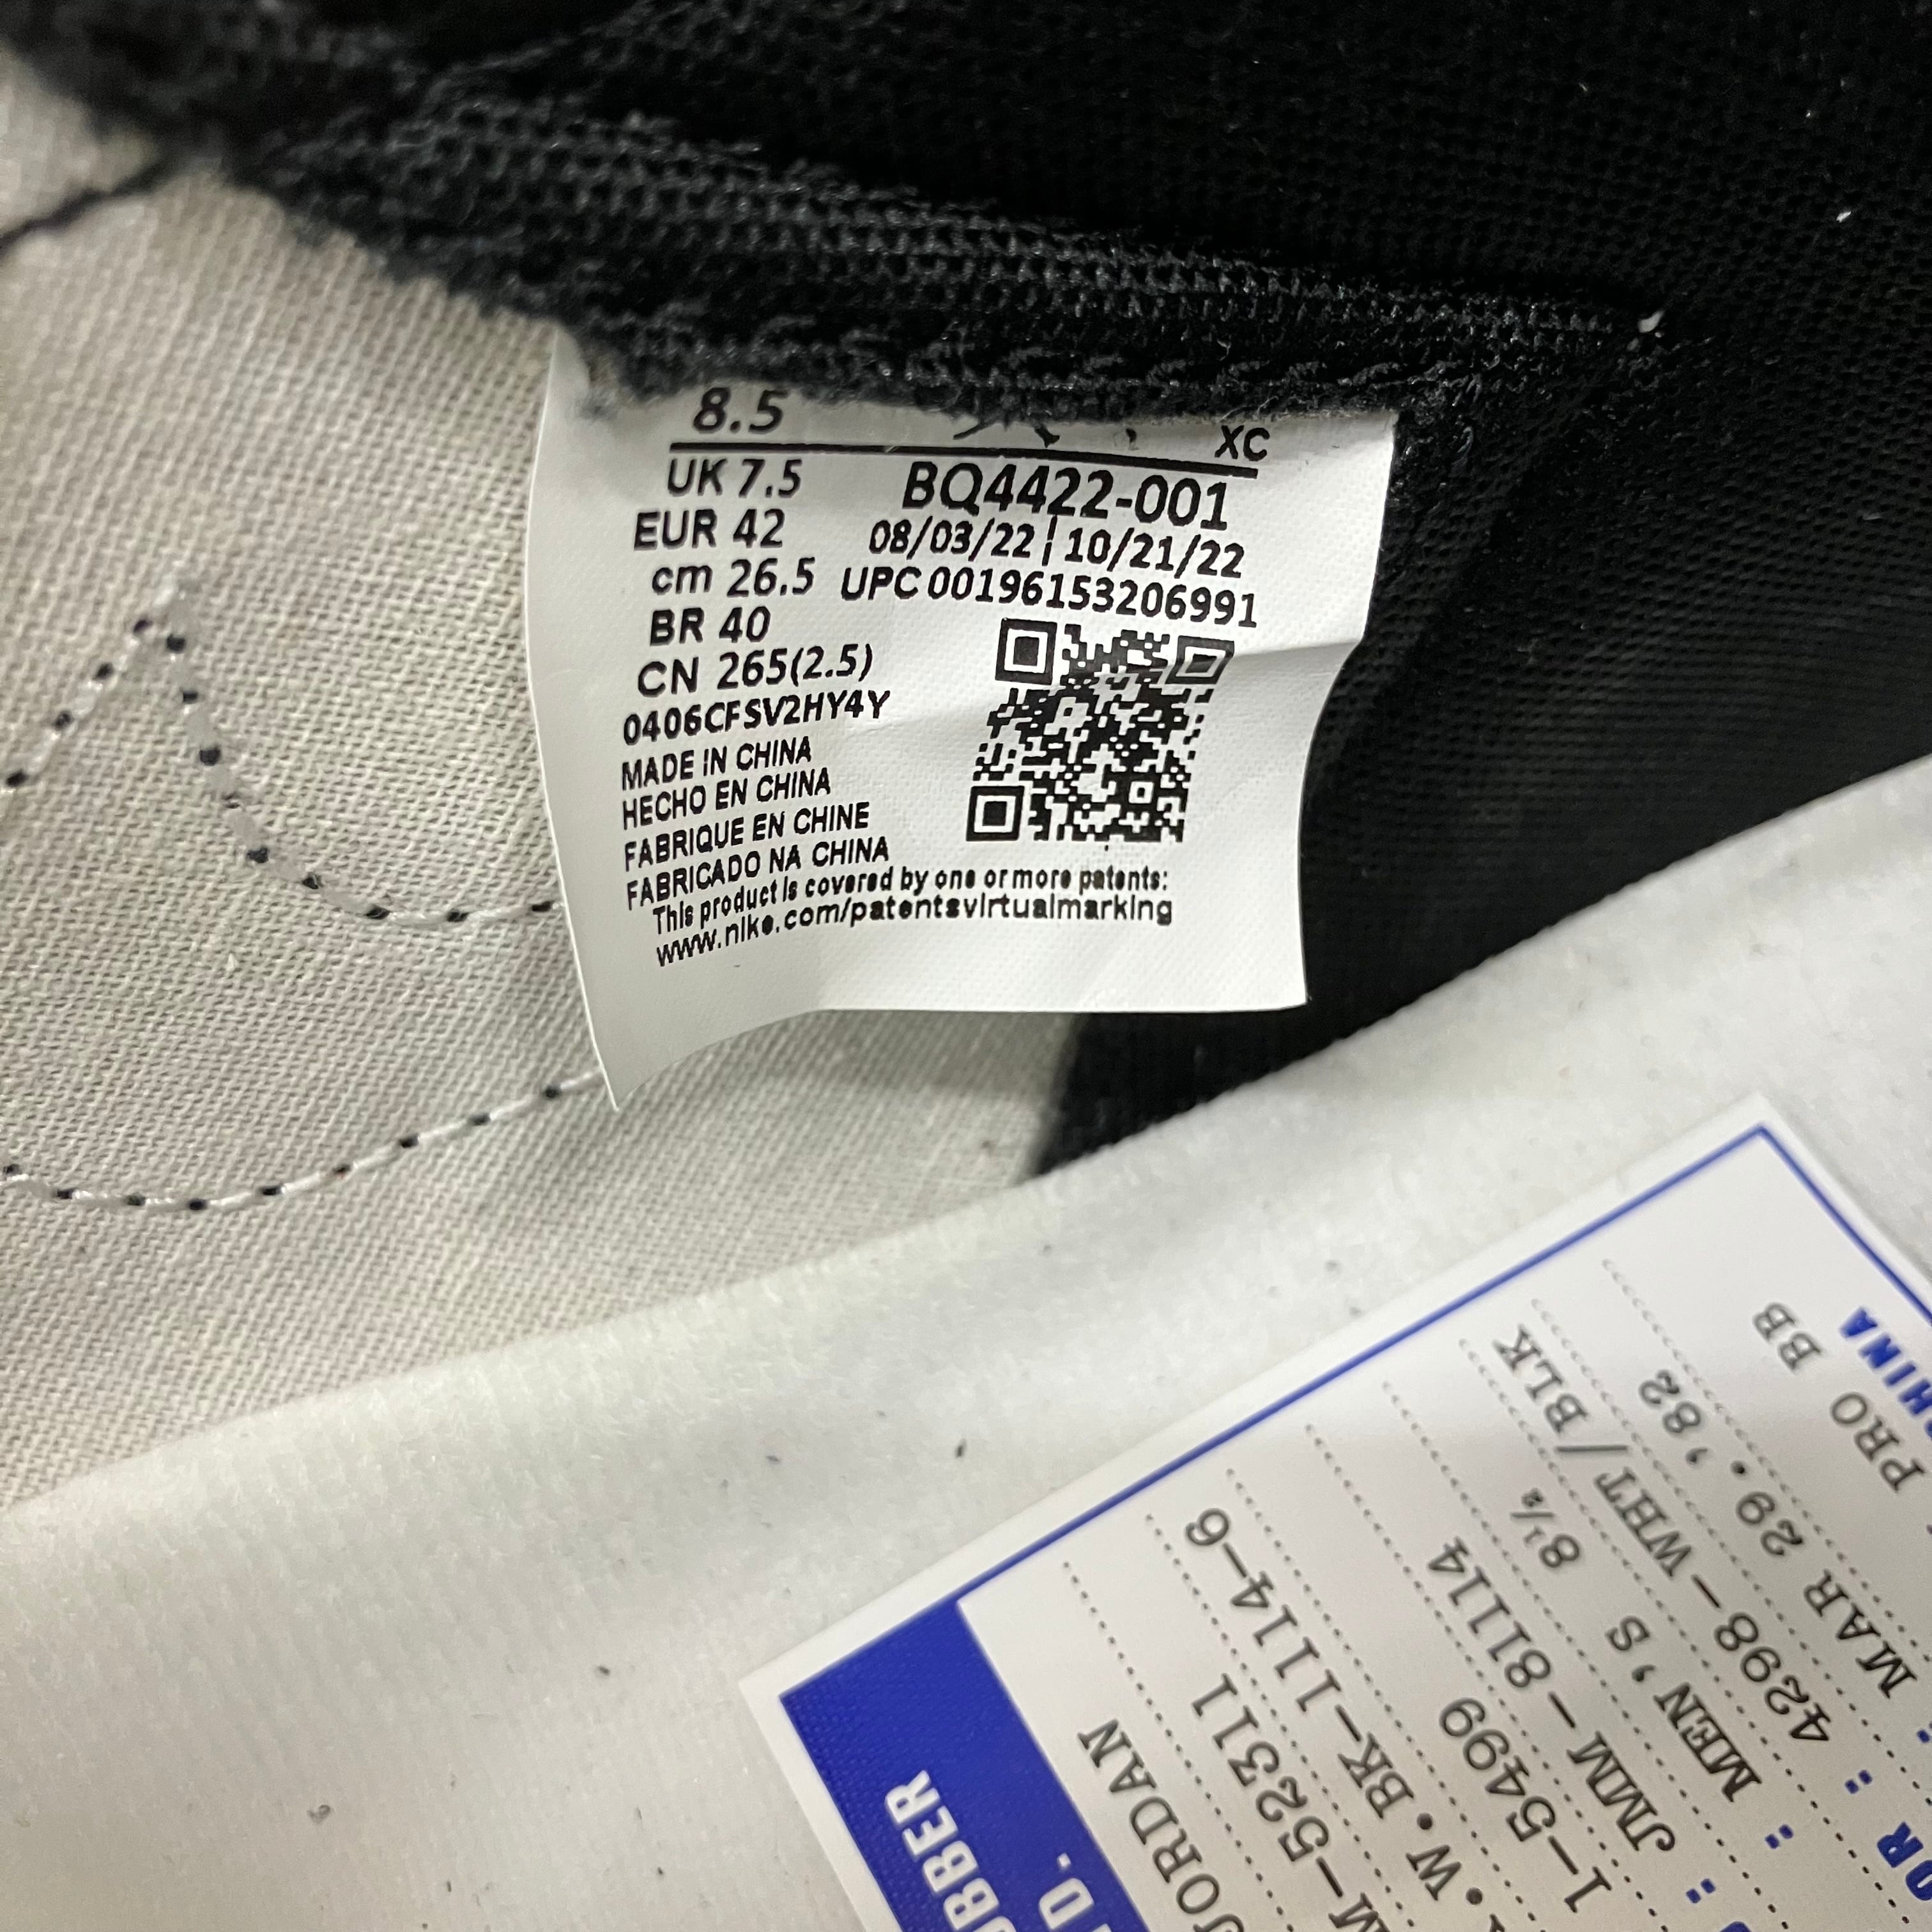 8.5
XC
UK 7.5
BQ4422-001
EUR 42
08/03/22 | 10/21/22
cm 26.5
UPC 00196153206991
BR 40
CN 265(2.5)
0406CFSV2HY4Y
MADE IN CHINA
HECHO EN CHINA
FABRIQUE EN CHINE
FABRICADO NA CHINA
This product is covered by one or more patents:
www.nike.com/patentsvirtualmarking
JORDAN
M-52311
.W.BK-1114-6
1-5499
JMM-81114
: MEN'S 8½
: 4298-WHT/BLK
: MAR 29.'82
PRO BB